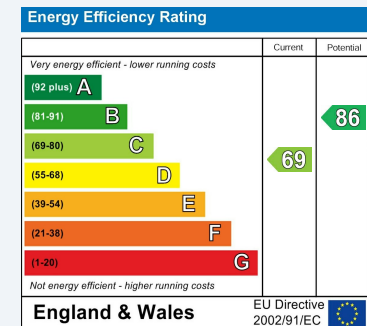 Energy Efficiency Rating
Current Potential
Very energy efficient - lower running costs
(92 plus) A
(81-91) B
86
(69-80) C
69
(55-68) D
(39-54) E
(21-38) F
(1-20) G
Not energy efficient - higher running costs
England & Wales
EU Directive
2002/91/EC